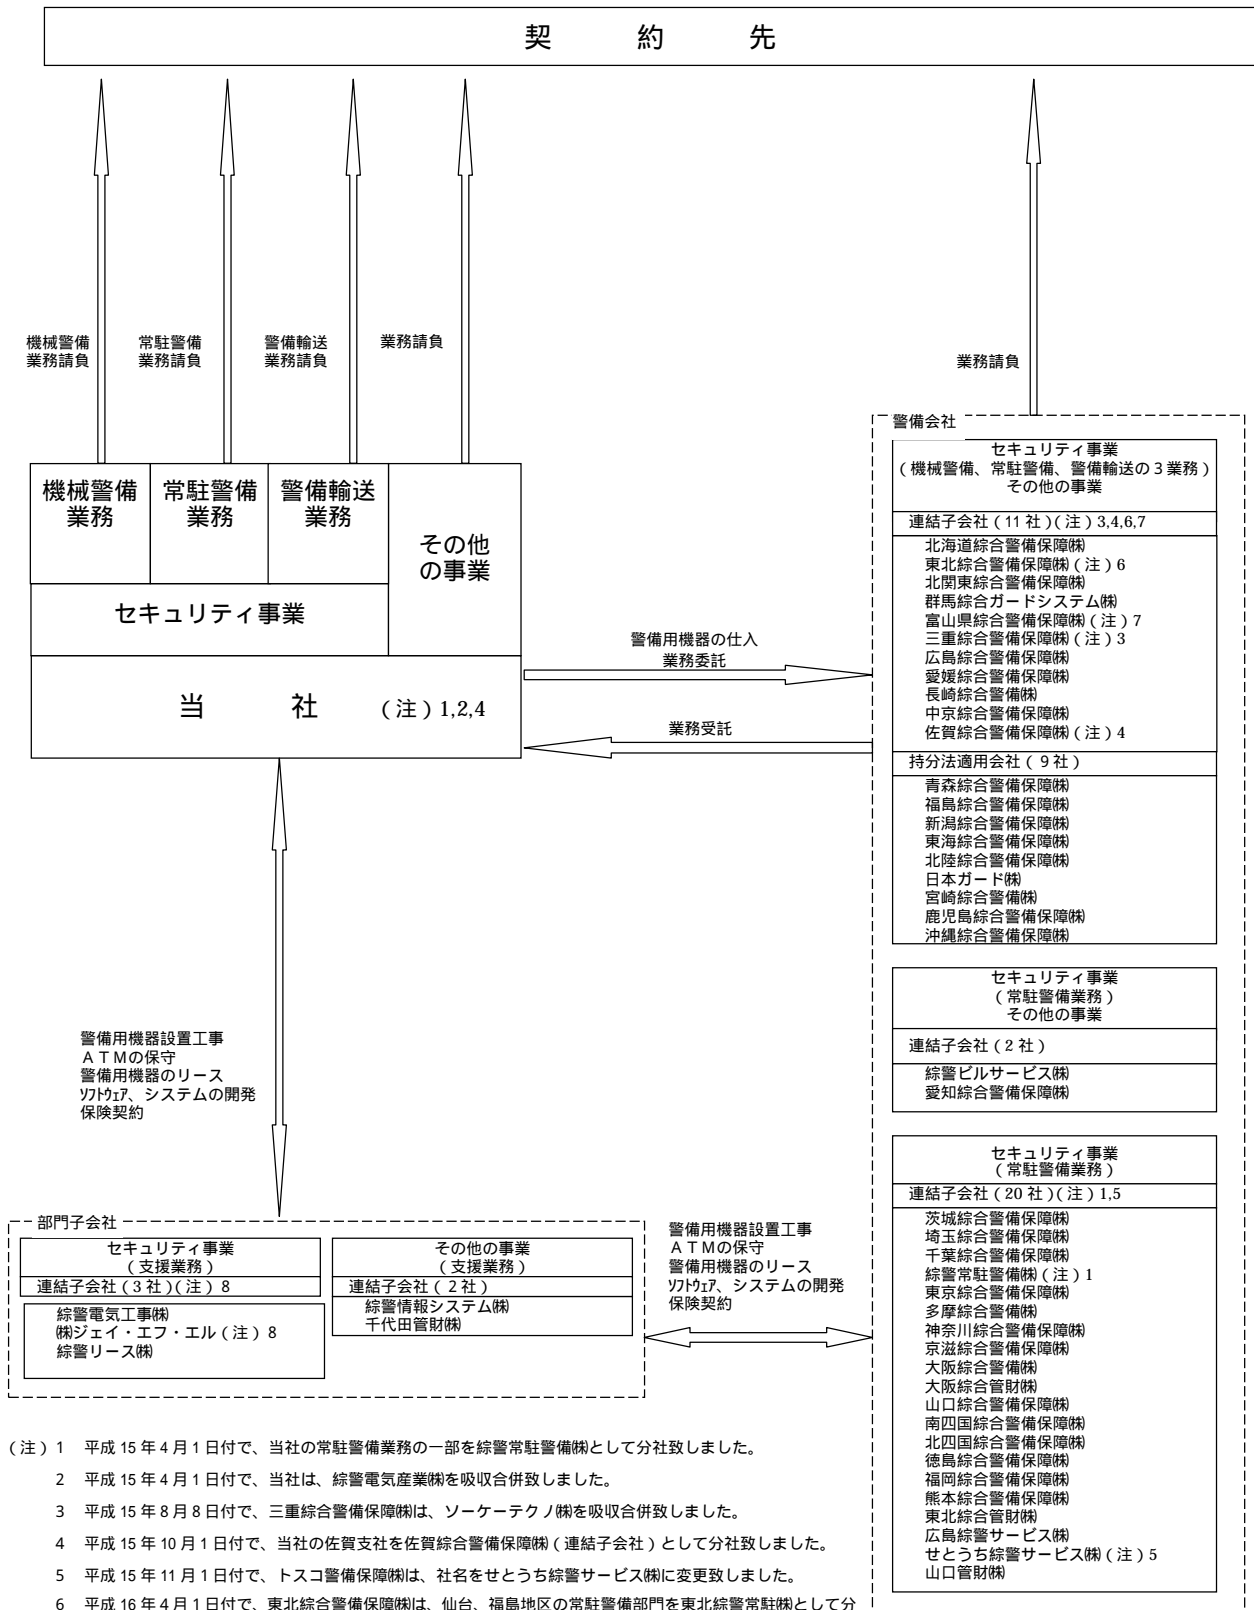 契 約 先
機械警備
業務請負
常駐警備
業務請負
警備輸送
業務請負
業務請負
業務請負
機械警備
業務
常駐警備
業務
警備輸送
業務
その他
の事業
セキュリティ事業
当 社 (注) 1,2,4
警備用機器の仕入
業務委託
業務受託
警備会社
セキュリティ事業
(機械警備、常駐警備、警備輸送の3業務)
その他の事業
連結子会社(11社)(注) 3,4,6,7
北海道綜合警備保障㈱
東北綜合警備保障㈱(注) 6
北関東綜合警備保障㈱
群馬綜合ガードシステム㈱
富山県綜合警備保障㈱(注) 7
三重綜合警備保障㈱(注) 3
広島綜合警備保障㈱
愛媛綜合警備保障㈱
長崎綜合警備㈱
中京綜合警備保障㈱
佐賀綜合警備保障㈱(注) 4
持分法適用会社(9社)
青森綜合警備保障㈱
福島綜合警備保障㈱
新潟綜合警備保障㈱
東海綜合警備保障㈱
北陸綜合警備保障㈱
日本ガード㈱
宮崎綜合警備㈱
鹿児島綜合警備保障㈱
沖縄綜合警備保障㈱
セキュリティ事業
(常駐警備業務)
その他の事業
連結子会社(2社)
綜警ビルサービス㈱
愛知綜合警備保障㈱
セキュリティ事業
(常駐警備業務)
連結子会社(20社)(注) 1,5
茨城綜合警備保障㈱
埼玉綜合警備保障㈱
千葉綜合警備保障㈱
綜警常駐警備㈱(注) 1
東京綜合警備保障㈱
多摩綜合警備㈱
神奈川綜合警備保障㈱
京滋綜合警備保障㈱
大阪綜合警備㈱
大阪綜合管財㈱
山口綜合警備保障㈱
南四国綜合警備保障㈱
北四国綜合警備保障㈱
徳島綜合警備保障㈱
福岡綜合警備保障㈱
熊本綜合警備保障㈱
東北綜合管財㈱
広島綜警サービス㈱
せとうち綜警サービス㈱(注) 5
山口管財㈱
警備用機器設置工事
ATMの保守
警備用機器のリース
ソフトウェア、システムの開発
保険契約
部門子会社
セキュリティ事業
(支援業務)
連結子会社(3社)(注) 8
綜警電気工事㈱
㈱ジェイ・エフ・エル(注) 8
綜警リース㈱
その他の事業
(支援業務)
連結子会社(2社)
綜警情報システム㈱
千代田管財㈱
警備用機器設置工事
ATMの保守
警備用機器のリース
ソフトウェア、システムの開発
保険契約
(注) 1 平成15年4月1日付で、当社の常駐警備業務の一部を綜警常駐警備㈱として分社致しました。
2 平成15年4月1日付で、当社は、綜警電気産業㈱を吸収合併致しました。
3 平成15年8月8日付で、三重綜合警備保障㈱は、ソーケーテクノ㈱を吸収合併致しました。
4 平成15年10月1日付で、当社の佐賀支社を佐賀綜合警備保障㈱(連結子会社)として分社致しました。
5 平成15年11月1日付で、トスコ警備保障㈱は、社名をせとうち綜警サービス㈱に変更致しました。
6 平成16年4月1日付で、東北綜合警備保障㈱は、仙台、福島地区の常駐警備部門を東北綜警常駐㈱として分